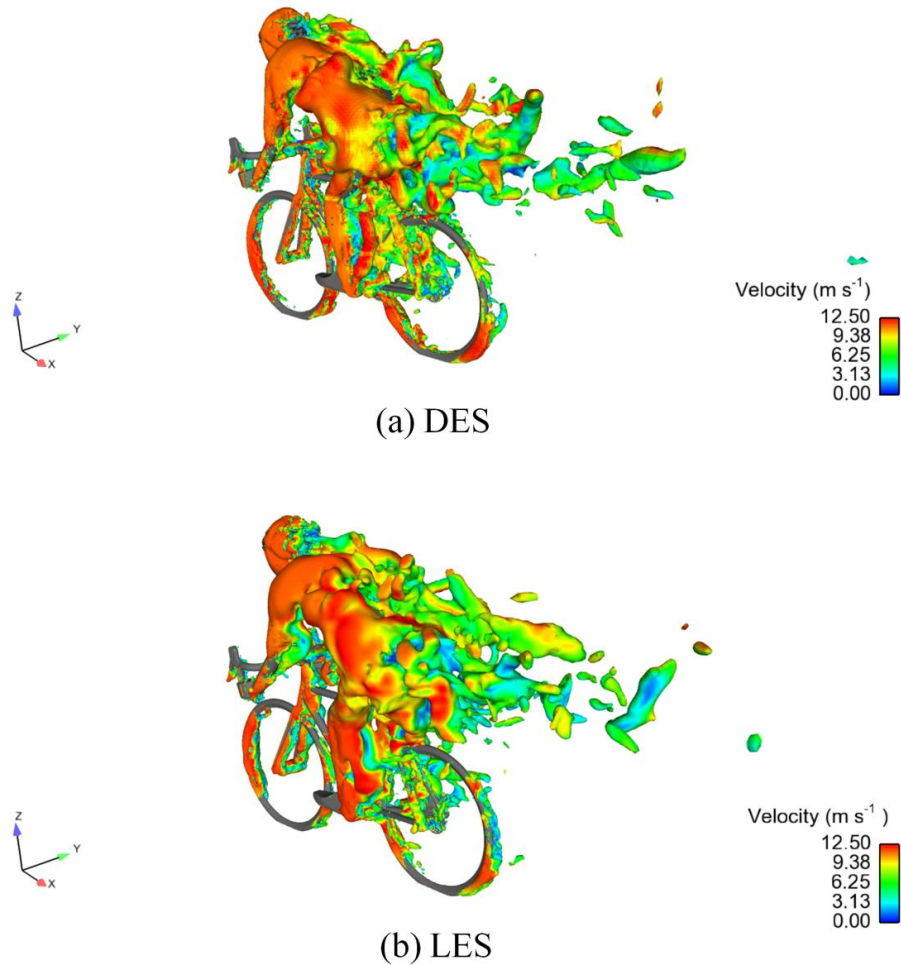 Z
Y
X
Velocity (m s⁻¹)
12.50
9.38
6.25
3.13
0.00
(a) DES
Z
Y
X
Velocity (m s⁻¹ )
12.50
9.38
6.25
3.13
0.00
(b) LES